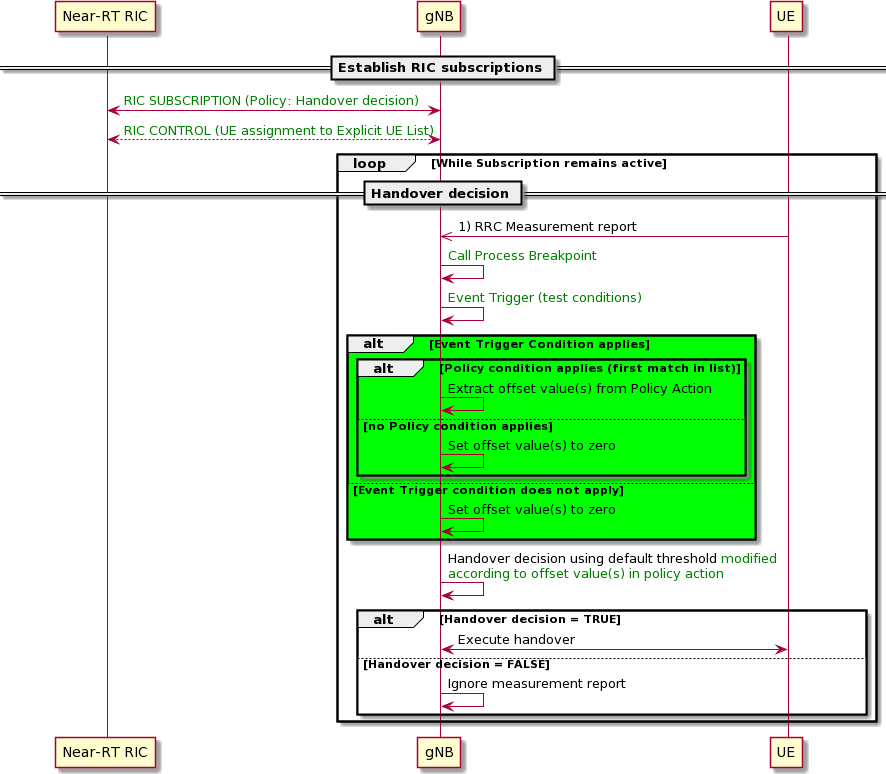 Near-RT RIC
gNB
UE
Establish RIC subscriptions
RIC SUBSCRIPTION (Policy: Handover decision)
RIC CONTROL (UE assignment to Explicit UE List)
loop
[While Subscription remains active]
Handover decision
1) RRC Measurement report
Call Process Breakpoint
Event Trigger (test conditions)
alt
[Event Trigger Condition applies]
alt
[Policy condition applies (first match in list)]
Extract offset value(s) from Policy Action
[no Policy condition applies]
Set offset value(s) to zero
[Event Trigger condition does not apply]
Set offset value(s) to zero
Handover decision using default threshold modified
according to offset value(s) in policy action
alt
[Handover decision = TRUE]
Execute handover
[Handover decision = FALSE]
Ignore measurement report
Near-RT RIC
gNB
UE